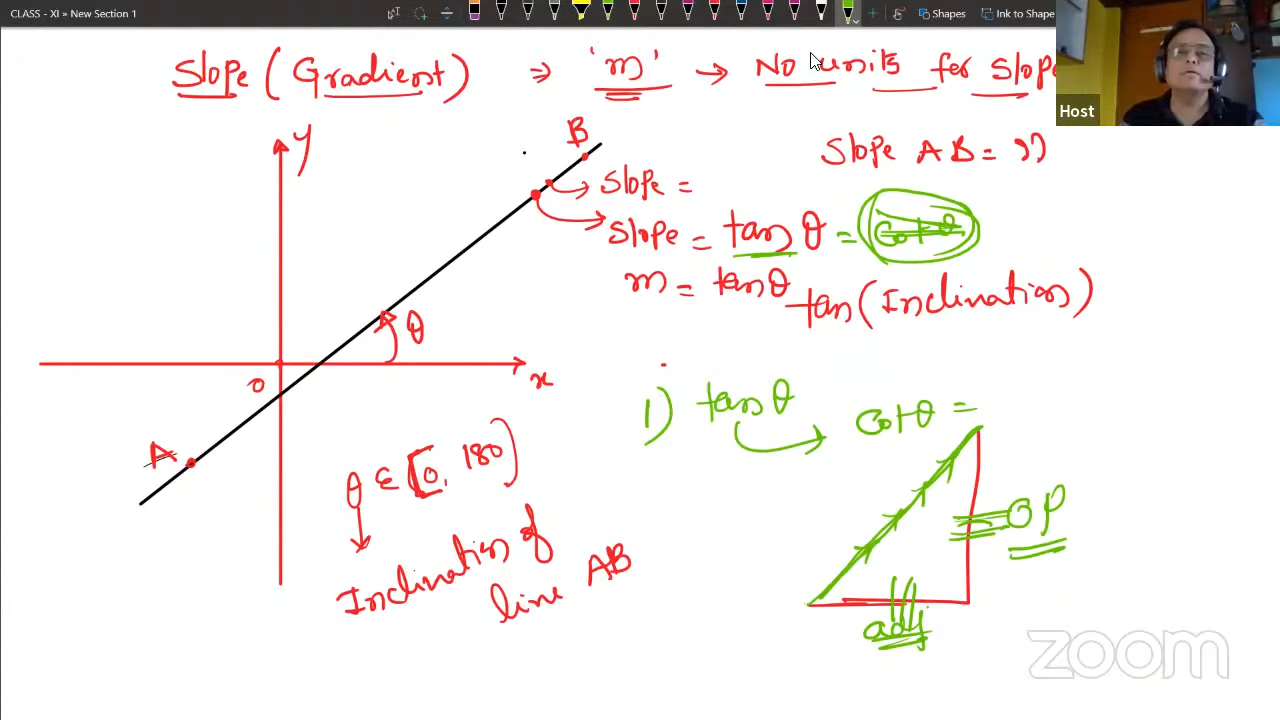 CLASS - XI » New Section 1
Shapes
Ink to Shape
Slope (Gradient) ⇒ 'm' → No units for Slope
Host
y
B
Slope AB = ??
Slope =
Slope = tan θ = Cot θ
m = tan θ
tan (Inclination)
θ
x
O
1) tan θ
Cot θ =
A
θ ∈ [0, 180)
OP
Inclination of
line AB
adj
zoom